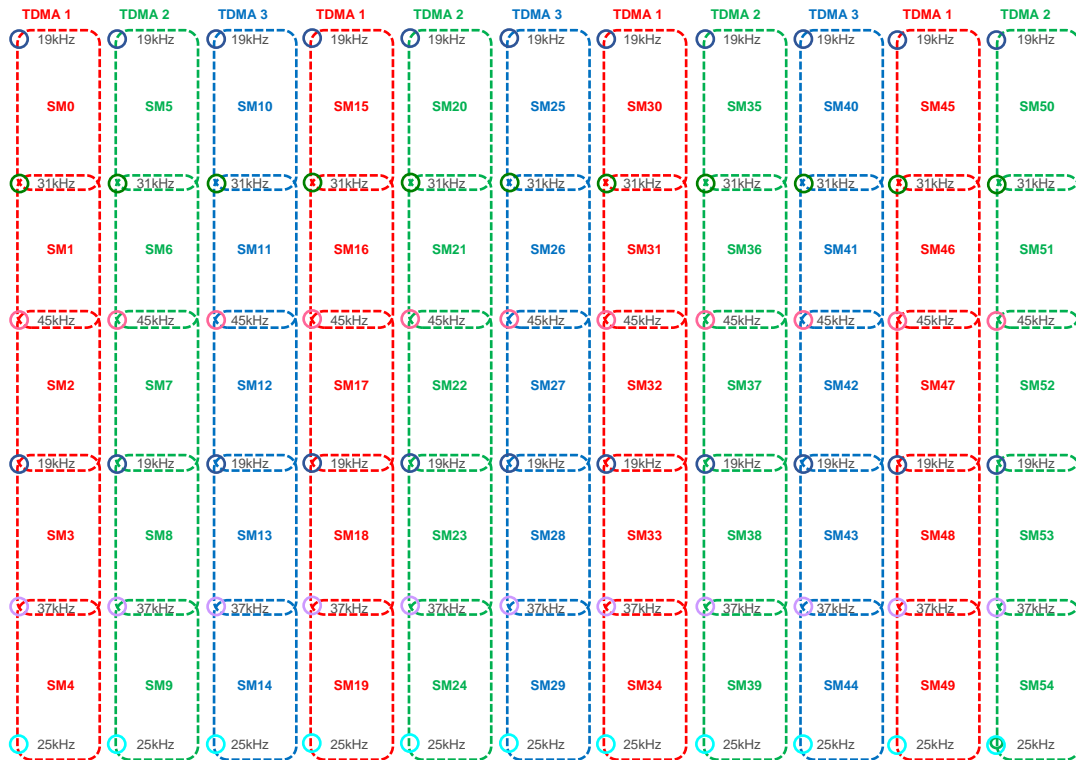 TDMA 1 TDMA 2 TDMA 3 TDMA 1 TDMA 2 TDMA 3 TDMA 1 TDMA 2 TDMA 3 TDMA 1 TDMA 2
19kHz 19kHz 19kHz 19kHz 19kHz 19kHz 19kHz 19kHz 19kHz 19kHz 19kHz
SM0 SM5 SM10 SM15 SM20 SM25 SM30 SM35 SM40 SM45 SM50
31kHz 31kHz 31kHz 31kHz 31kHz 31kHz 31kHz 31kHz 31kHz 31kHz 31kHz
SM1 SM6 SM11 SM16 SM21 SM26 SM31 SM36 SM41 SM46 SM51
45kHz 45kHz 45kHz 45kHz 45kHz 45kHz 45kHz 45kHz 45kHz 45kHz 45kHz
SM2 SM7 SM12 SM17 SM22 SM27 SM32 SM37 SM42 SM47 SM52
19kHz 19kHz 19kHz 19kHz 19kHz 19kHz 19kHz 19kHz 19kHz 19kHz 19kHz
SM3 SM8 SM13 SM18 SM23 SM28 SM33 SM38 SM43 SM48 SM53
37kHz 37kHz 37kHz 37kHz 37kHz 37kHz 37kHz 37kHz 37kHz 37kHz 37kHz
SM4 SM9 SM14 SM19 SM24 SM29 SM34 SM39 SM44 SM49 SM54
25kHz 25kHz 25kHz 25kHz 25kHz 25kHz 25kHz 25kHz 25kHz 25kHz 25kHz